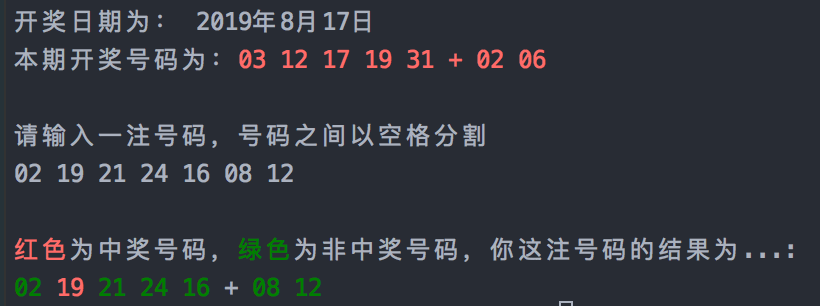 开奖日期为： 2019年8月17日
本期开奖号码为：03 12 17 19 31 + 02 06
请输入一注号码，号码之间以空格分割
02 19 21 24 16 08 12
红色为中奖号码，绿色为非中奖号码，你这注号码的结果为...:
02 19 21 24 16 + 08 12